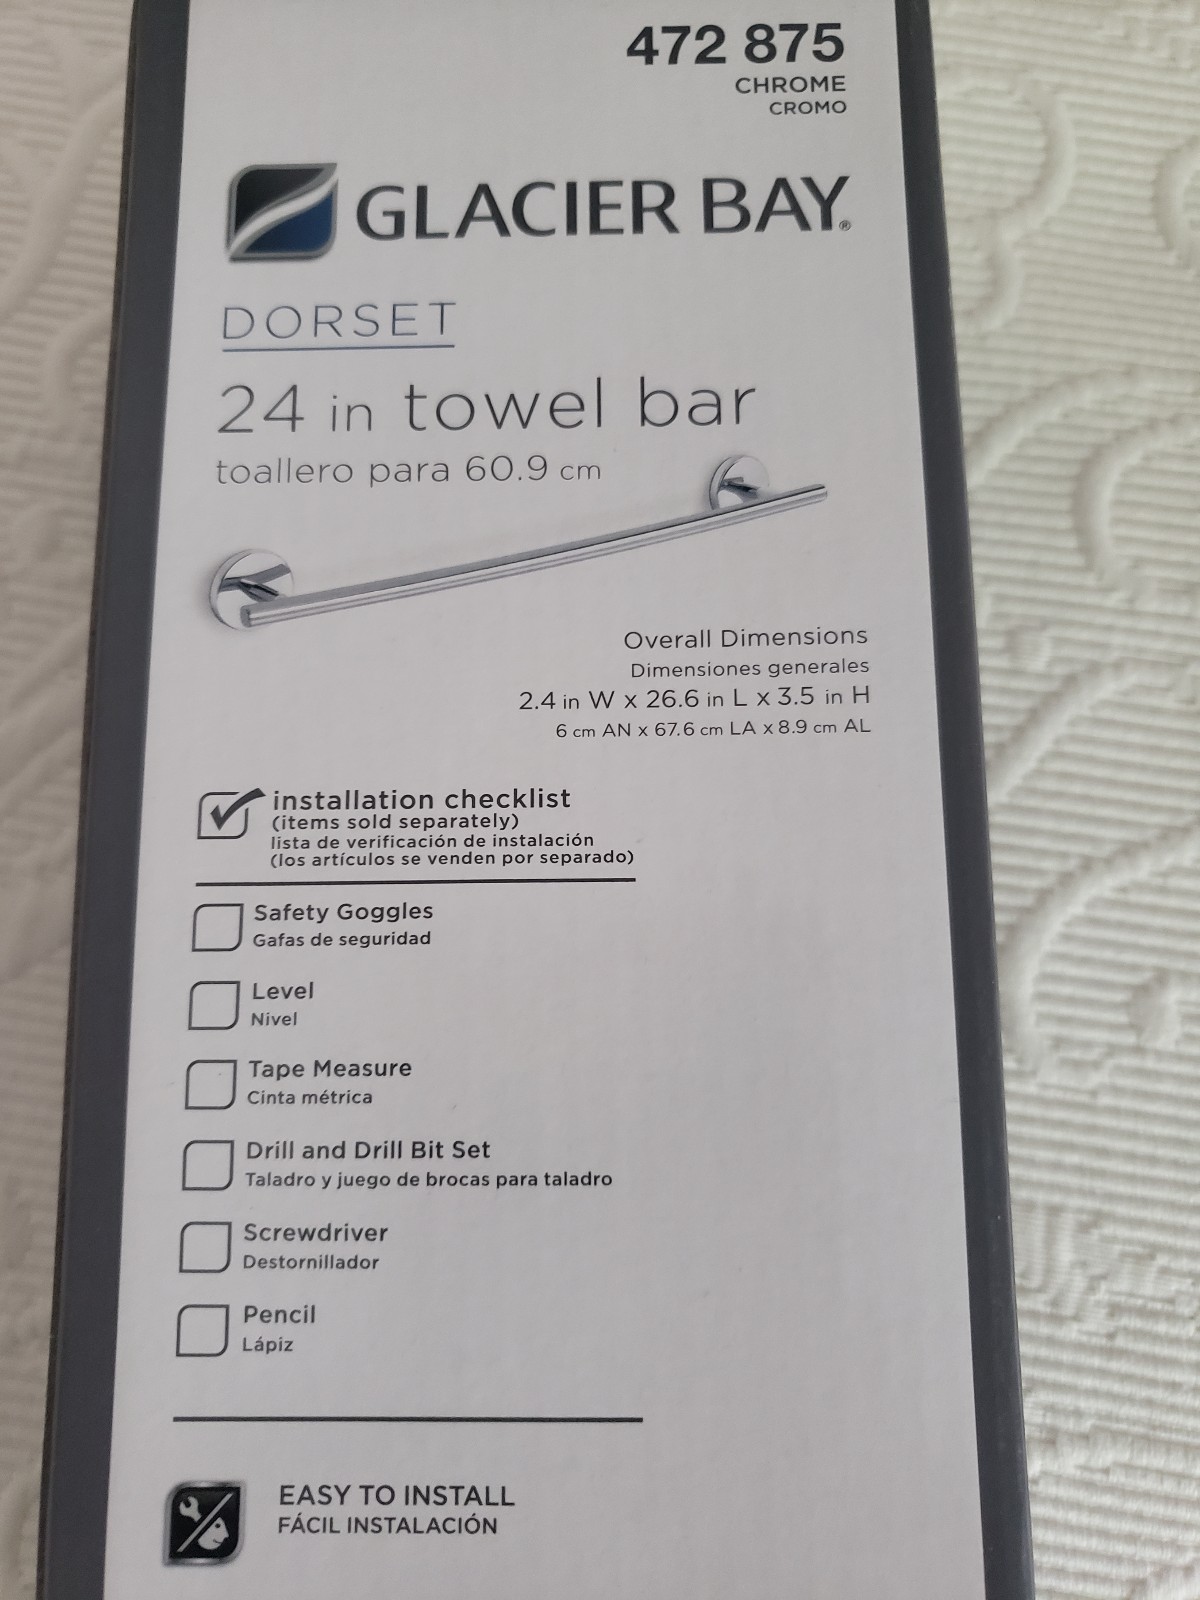 472 875
CHROME
CROMO
GLACIER BAY®
DORSET
24 in towel bar
toallero para 60.9 cm
Overall Dimensions
Dimensiones generales
2.4 in W x 26.6 in L x 3.5 in H
6 cm AN x 67.6 cm LA x 8.9 cm AL
installation checklist
(items sold separately)
lista de verificación de instalación
(los artículos se venden por separado)
Safety Goggles
Gafas de seguridad
Level
Nivel
Tape Measure
Cinta métrica
Drill and Drill Bit Set
Taladro y juego de brocas para taladro
Screwdriver
Destornillador
Pencil
Lápiz
EASY TO INSTALL
FÁCIL INSTALACIÓN